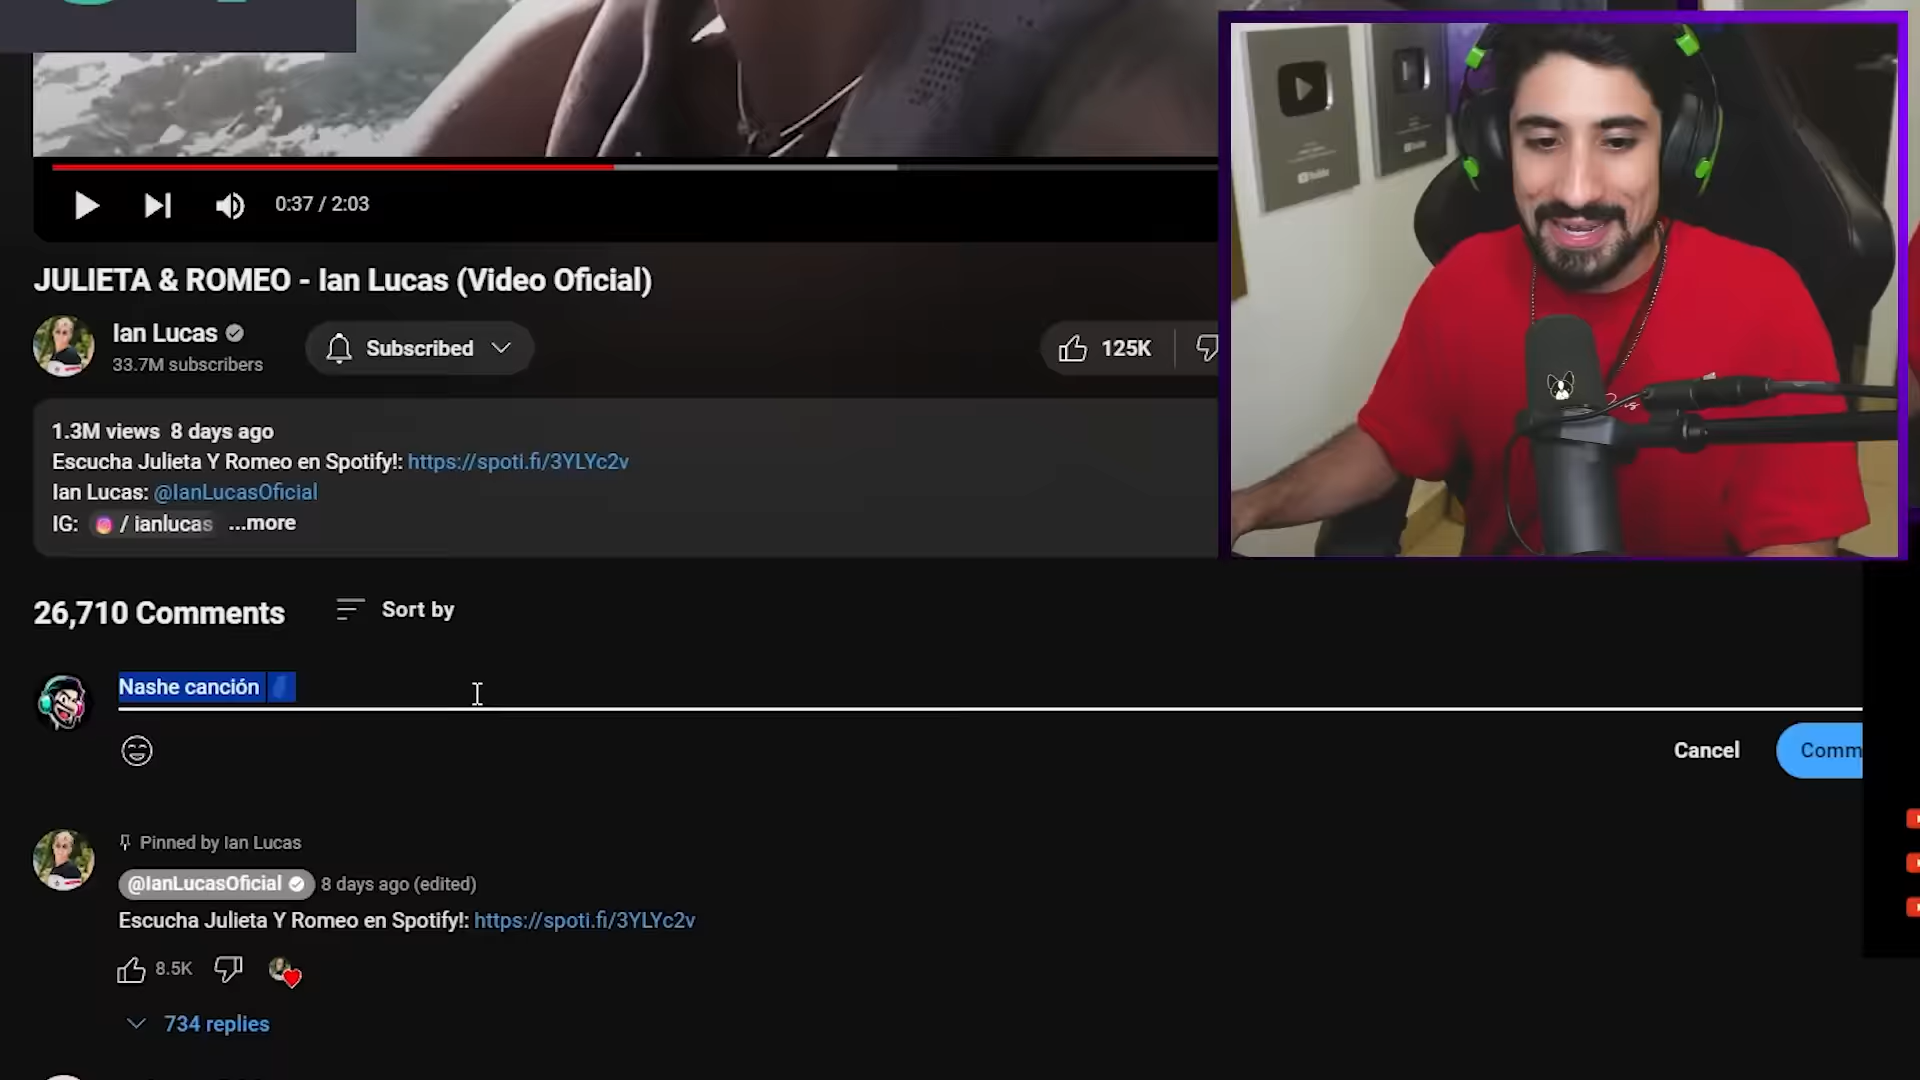 0:37 / 2:03
JULIETA & ROMEO - Ian Lucas (Video Oficial)
Ian Lucas
33.7M subscribers
Subscribed
125K
1.3M views 8 days ago
Escucha Julieta Y Romeo en Spotify!: https://spoti.fi/3YLYc2v
Ian Lucas: @IanLucasOficial
IG: / ianlucas ...more
26,710 Comments
Sort by
Nashe canción
Cancel
Comm
Pinned by Ian Lucas
@IanLucasOficial 8 days ago (edited)
Escucha Julieta Y Romeo en Spotify!: https://spoti.fi/3YLYc2v
8.5K
734 replies
YouTube